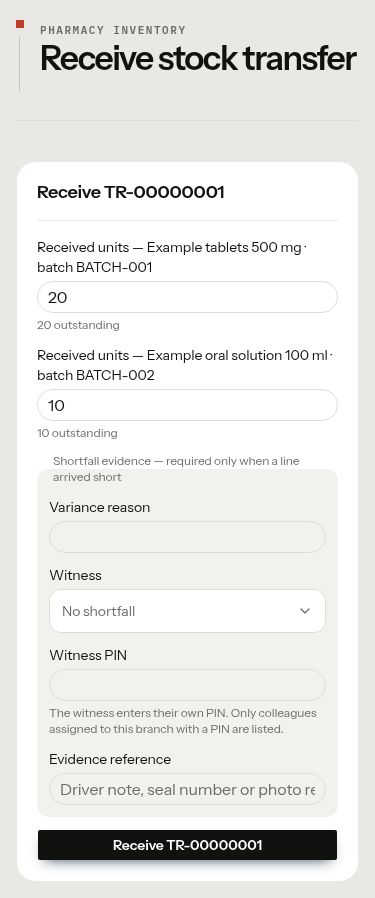 PHARMACY INVENTORY
Receive stock transfer
Receive TR-00000001
Received units — Example tablets 500 mg ·
batch BATCH-001
20
20 outstanding
Received units — Example oral solution 100 ml ·
batch BATCH-002
10
10 outstanding
Shortfall evidence — required only when a line
arrived short
Variance reason
Witness
No shortfall
Witness PIN
The witness enters their own PIN. Only colleagues
assigned to this branch with a PIN are listed.
Evidence reference
Driver note, seal number or photo re
Receive TR-00000001